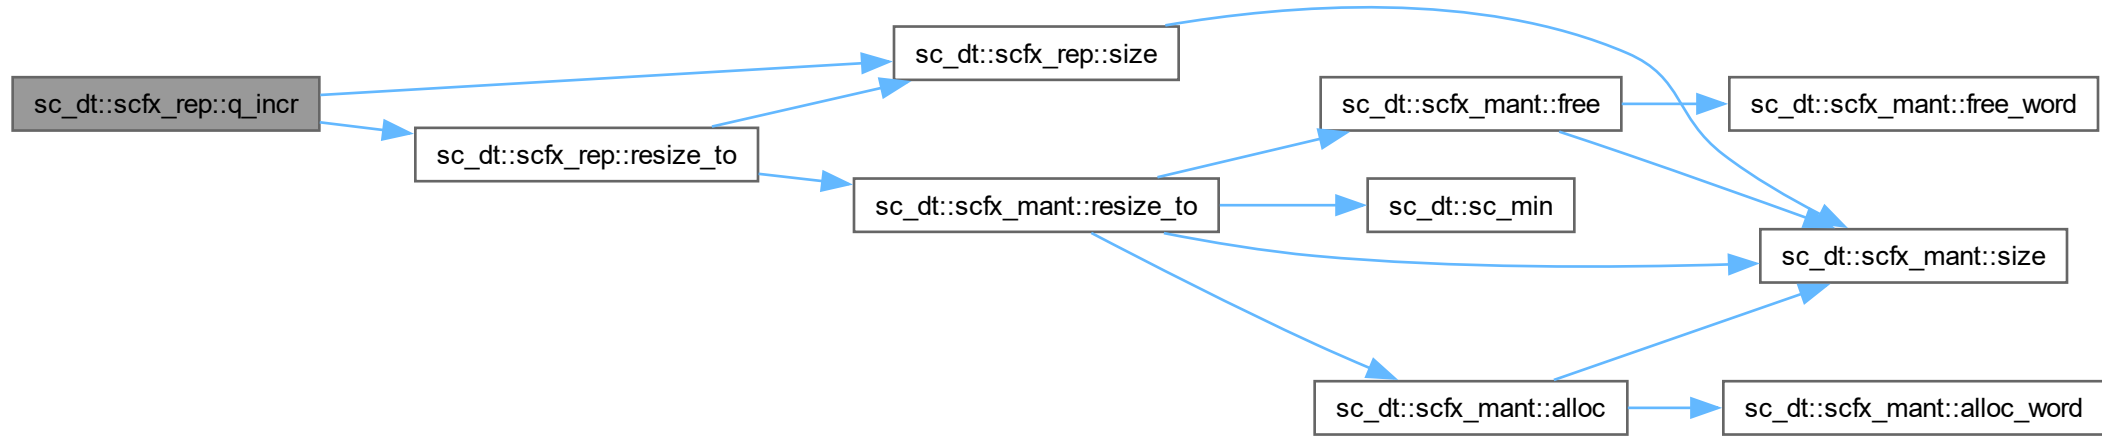 sc_dt::scfx_rep::q_incr
sc_dt::scfx_rep::size
sc_dt::scfx_rep::resize_to
sc_dt::scfx_mant::resize_to
sc_dt::scfx_mant::free
sc_dt::sc_min
sc_dt::scfx_mant::alloc
sc_dt::scfx_mant::free_word
sc_dt::scfx_mant::size
sc_dt::scfx_mant::alloc_word